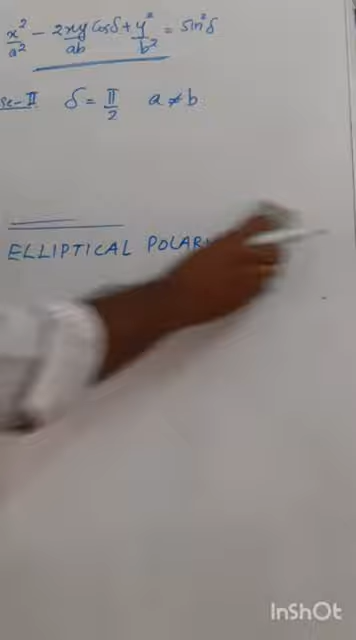 x²/a² - 2xy/ab cosδ + y²/b² = sin²δ
se-II δ = π/2 a ≠ b
ELLIPTICAL POLAR
InShOt